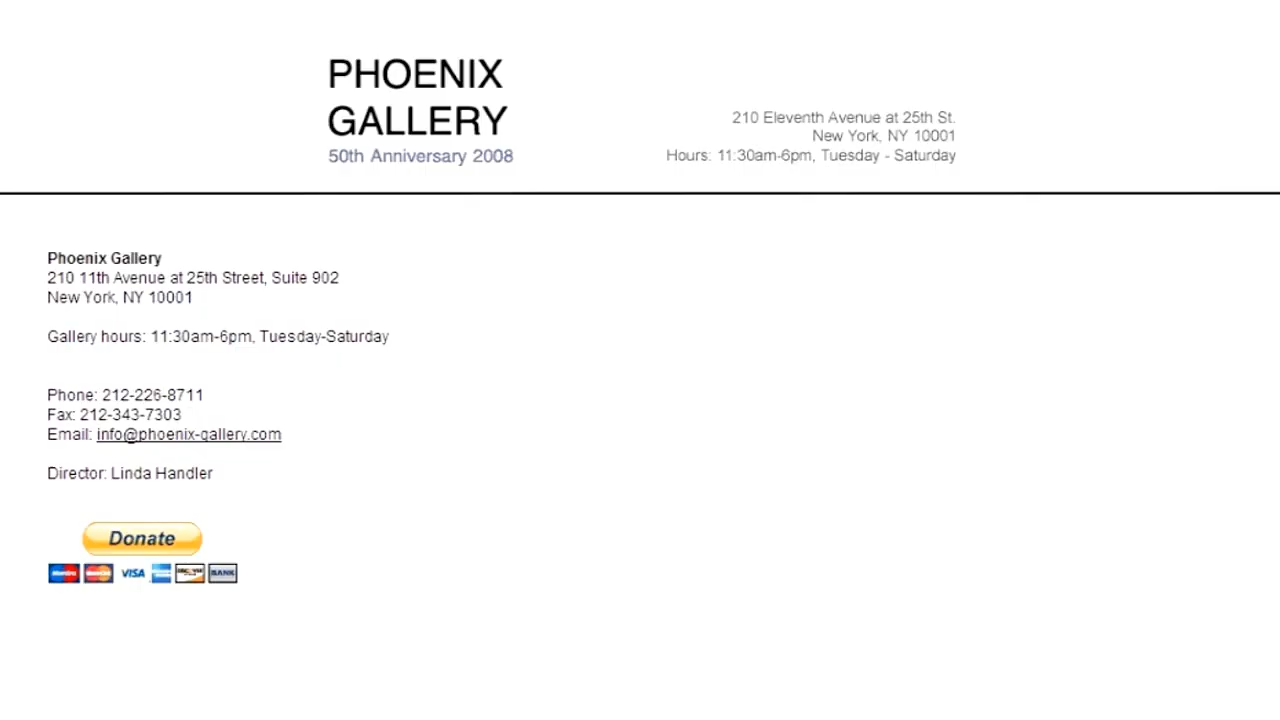 PHOENIX
GALLERY
50th Anniversary 2008
210 Eleventh Avenue at 25th St.
New York, NY 10001
Hours: 11:30am-6pm, Tuesday - Saturday
Phoenix Gallery
210 11th Avenue at 25th Street, Suite 902
New York, NY 10001
Gallery hours: 11:30am-6pm, Tuesday-Saturday
Phone: 212-226-8711
Fax: 212-343-7303
Email: info@phoenix-gallery.com
Director: Linda Handler
Donate
VISA BANK